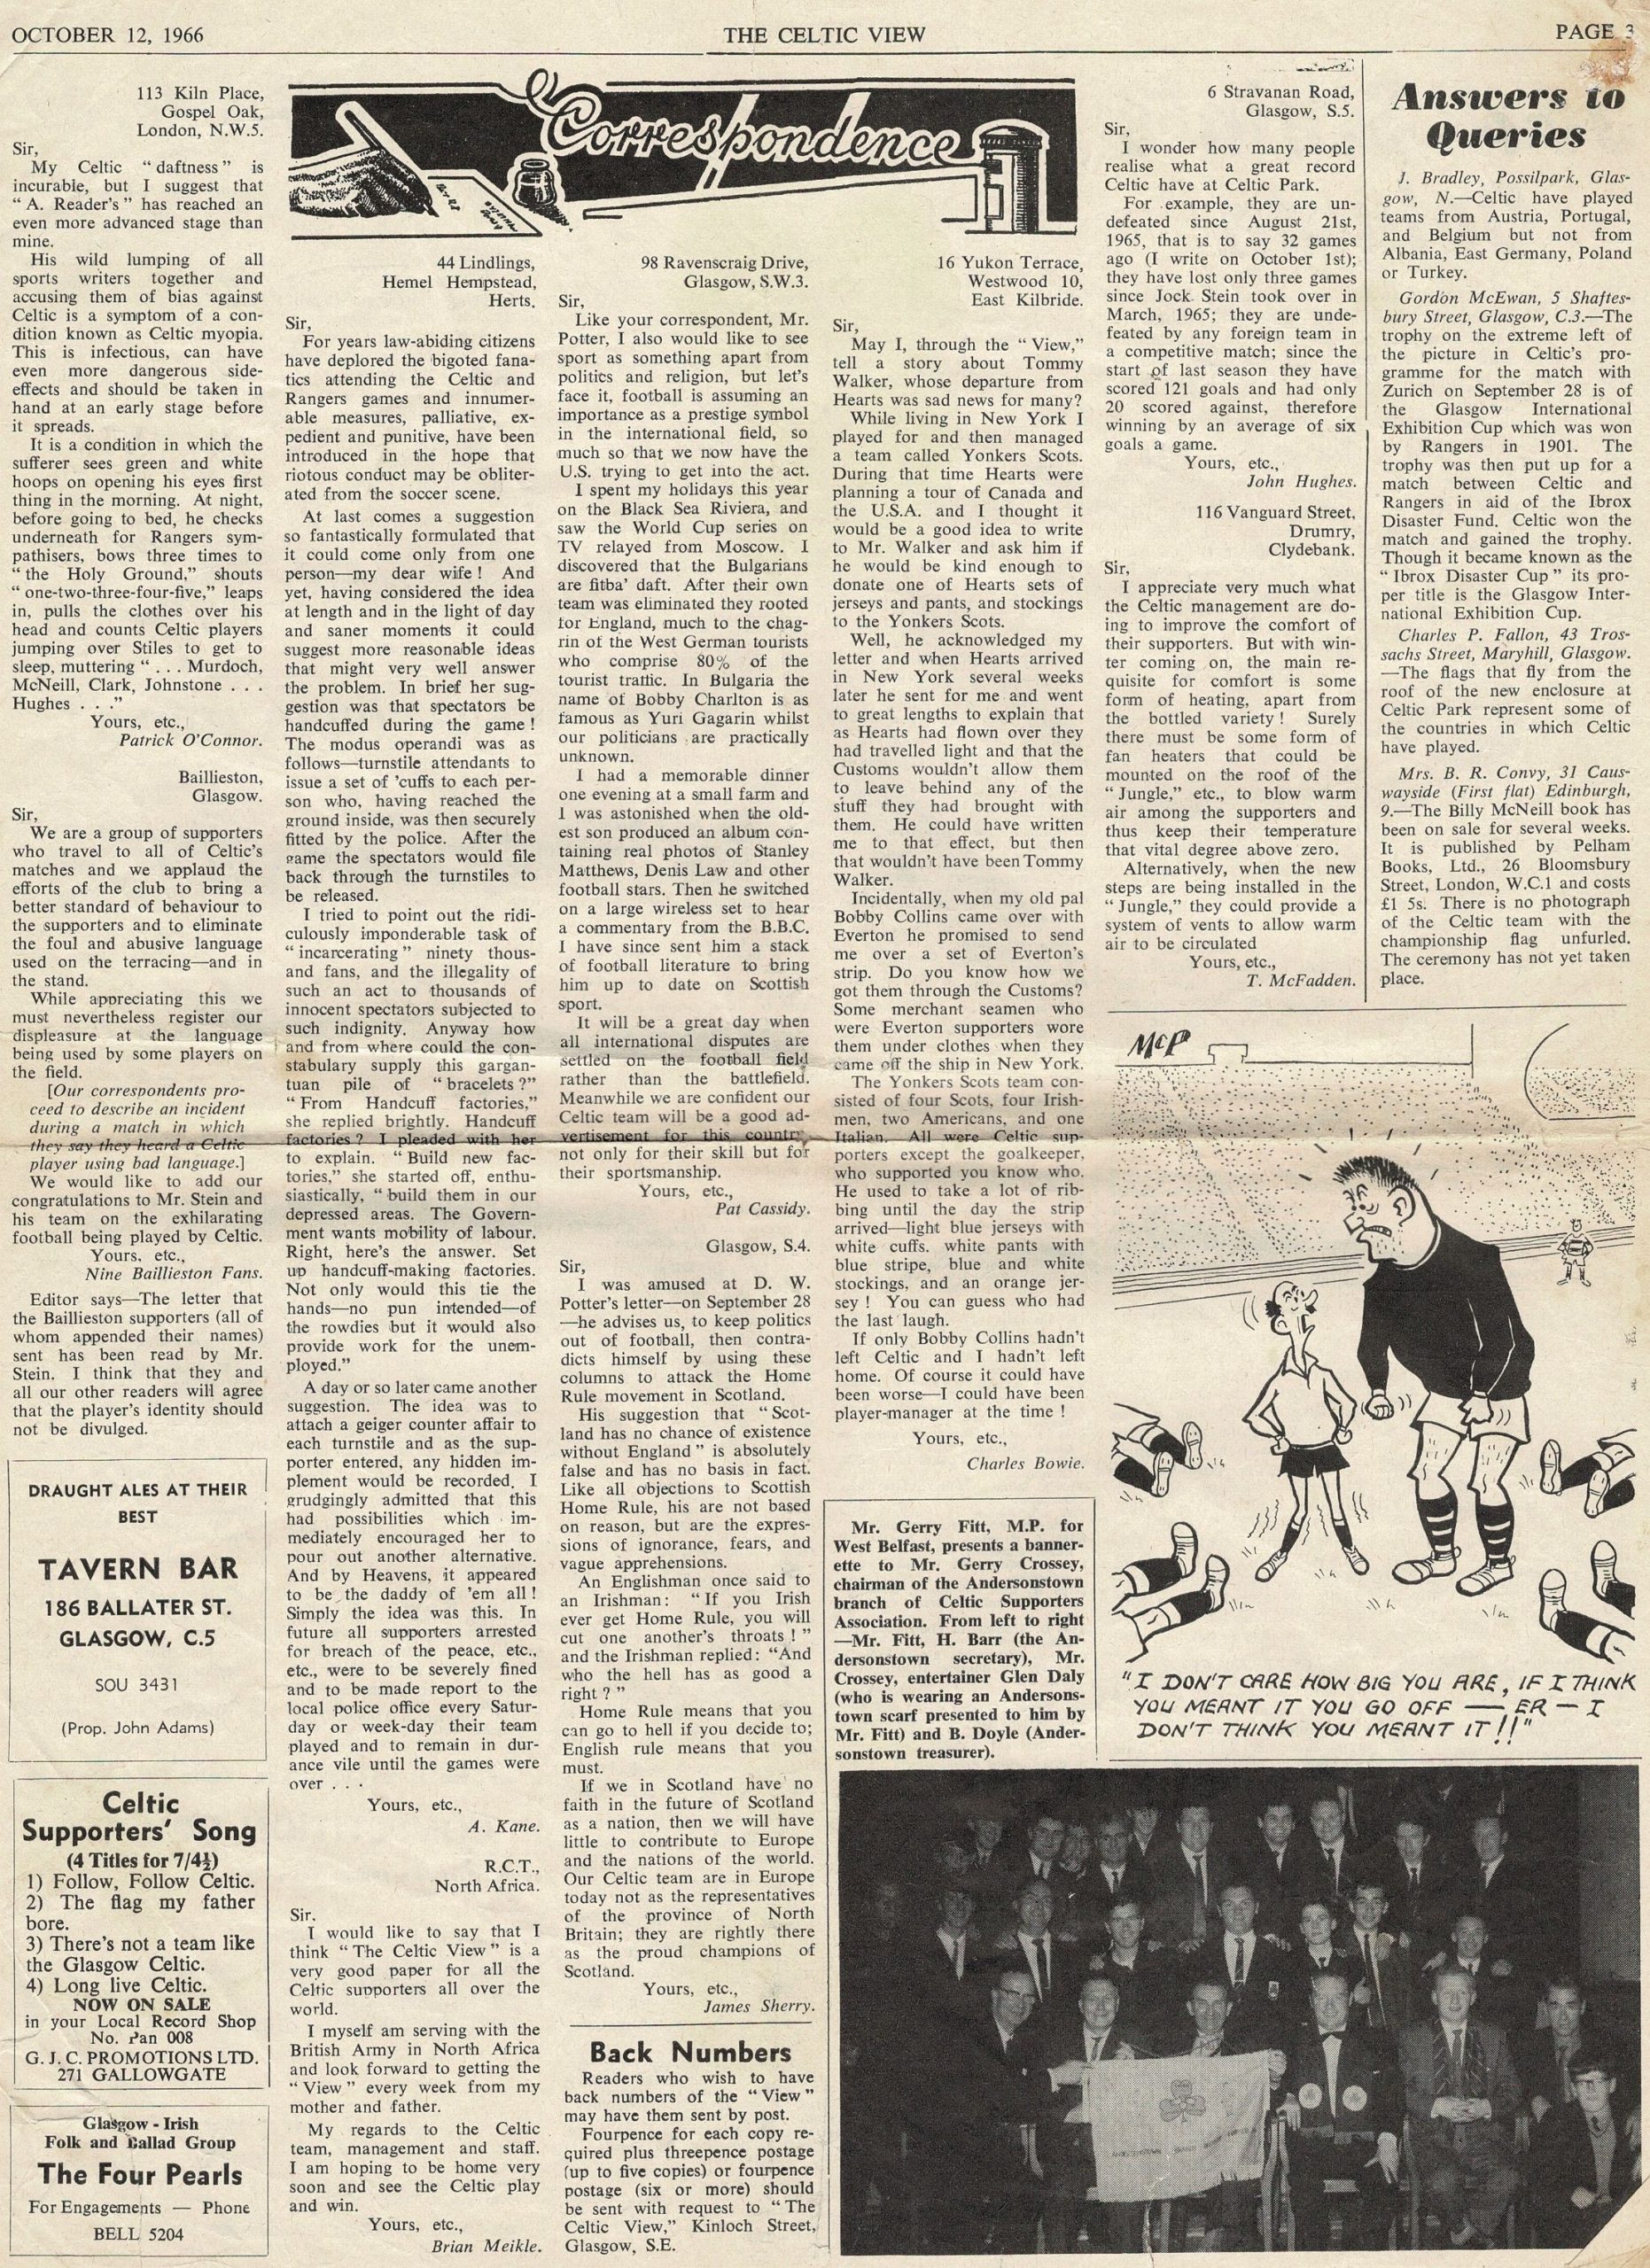 OCTOBER 12, 1966
THE CELTIC VIEW
PAGE 3
113 Kiln Place,
Gospel Oak,
London, N.W.5.
Sir,
My Celtic “ daftness ” is
incurable, but I suggest that
“ A. Reader's ” has reached an
even more advanced stage than
mine.
His wild lumping of all
sports writers together and
accusing them of bias against
Celtic is a symptom of a con-
dition known as Celtic myopia.
This is infectious, can have
even more dangerous side-
effects and should be taken in
hand at an early stage before
it spreads.
It is a condition in which the
sufferer sees green and white
hoops on opening his eyes first
thing in the morning. At night,
before going to bed, he checks
underneath for Rangers sym-
pathisers, bows three times to
“ the Holy Ground,” shouts
“ one-two-three-four-five,” leaps
in, pulls the clothes over his
head and counts Celtic players
jumping over Stiles to get to
sleep, muttering “ . . . Murdoch,
McNeill, Clark, Johnstone . . .
Hughes . . .”
Yours, etc.,
Patrick O'Connor.
Baillieston,
Glasgow.
Sir,
We are a group of supporters
who travel to all of Celtic's
matches and we applaud the
efforts of the club to bring a
better standard of behaviour to
the supporters and to eliminate
the foul and abusive language
used on the terracing—and in
the stand.
While appreciating this we
must nevertheless register our
displeasure at the language
being used by some players on
the field.
[Our correspondents pro-
ceed to describe an incident
during a match in which
they say they heard a Celtic
player using bad language.]
We would like to add our
congratulations to Mr. Stein and
his team on the exhilarating
football being played by Celtic.
Yours, etc.,
Nine Baillieston Fans.
Editor says—The letter that
the Baillieston supporters (all of
whom appended their names)
sent has been read by Mr.
Stein. I think that they and
all our other readers will agree
that the player's identity should
not be divulged.
DRAUGHT ALES AT THEIR
BEST
TAVERN BAR
186 BALLATER ST.
GLASGOW, C.5
SOU 3431
(Prop. John Adams)
Celtic
Supporters' Song
(4 Titles for 7/4½)
1) Follow, Follow Celtic.
2) The flag my father
bore.
3) There's not a team like
the Glasgow Celtic.
4) Long live Celtic.
NOW ON SALE
in your Local Record Shop
No. Pan 008
G. J. C. PROMOTIONS LTD.
271 GALLOWGATE
Glasgow - Irish
Folk and Ballad Group
The Four Pearls
For Engagements — Phone
BELL 5204
Correspondence
44 Lindlings,
Hemel Hempstead,
Herts.
Sir,
For years law-abiding citizens
have deplored the bigoted fana-
tics attending the Celtic and
Rangers games and innumer-
able measures, palliative, ex-
pedient and punitive, have been
introduced in the hope that
riotous conduct may be obliter-
ated from the soccer scene.
At last comes a suggestion
so fantastically formulated that
it could come only from one
person—my dear wife ! And
yet, having considered the idea
at length and in the light of day
and saner moments it could
suggest more reasonable ideas
that might very well answer
the problem. In brief her sug-
gestion was that spectators be
handcuffed during the game !
The modus operandi was as
follows—turnstile attendants to
issue a set of 'cuffs to each per-
son who, having reached the
ground inside, was then securely
fitted by the police. After the
game the spectators would file
back through the turnstiles to
be released.
I tried to point out the ridi-
culously imponderable task of
“ incarcerating ” ninety thous-
and fans, and the illegality of
such an act to thousands of
innocent spectators subjected to
such indignity. Anyway how
and from where could the con-
stabulary supply this gargan-
tuan pile of “ bracelets ?”
“ From Handcuff factories,”
she replied brightly. Handcuff
factories ? I pleaded with her
to explain. “ Build new fac-
tories,” she started off, enthu-
siastically, “ build them in our
depressed areas. The Govern-
ment wants mobility of labour.
Right, here's the answer. Set
up handcuff-making factories.
Not only would this tie the
hands—no pun intended—of
the rowdies but it would also
provide work for the unem-
ployed.”
A day or so later came another
suggestion. The idea was to
attach a geiger counter affair to
each turnstile and as the sup-
porter entered, any hidden im-
plement would be recorded. I
grudgingly admitted that this
had possibilities which im-
mediately encouraged her to
pour out another alternative.
And by Heavens, it appeared
to be the daddy of 'em all !
Simply the idea was this. In
future all supporters arrested
for breach of the peace, etc.,
etc., were to be severely fined
and to be made report to the
local police office every Satur-
day or week-day their team
played and to remain in dur-
ance vile until the games were
over . . .
Yours, etc.,
A. Kane.
R.C.T.,
North Africa.
Sir,
I would like to say that I
think “ The Celtic View ” is a
very good paper for all the
Celtic supporters all over the
world.
I myself am serving with the
British Army in North Africa
and look forward to getting the
“ View ” every week from my
mother and father.
My regards to the Celtic
team, management and staff.
I am hoping to be home very
soon and see the Celtic play
and win.
Yours, etc.,
Brian Meikle.
98 Ravenscraig Drive,
Glasgow, S.W.3.
Sir,
Like your correspondent, Mr.
Potter, I also would like to see
sport as something apart from
politics and religion, but let's
face it, football is assuming an
importance as a prestige symbol
in the international field, so
much so that we now have the
U.S. trying to get into the act.
I spent my holidays this year
on the Black Sea Riviera, and
saw the World Cup series on
TV relayed from Moscow. I
discovered that the Bulgarians
are fitba' daft. After their own
team was eliminated they rooted
for England, much to the chag-
rin of the West German tourists
who comprise 80% of the
tourist traffic. In Bulgaria the
name of Bobby Charlton is as
famous as Yuri Gagarin whilst
our politicians are practically
unknown.
I had a memorable dinner
one evening at a small farm and
I was astonished when the old-
est son produced an album con-
taining real photos of Stanley
Matthews, Denis Law and other
football stars. Then he switched
on a large wireless set to hear
a commentary from the B.B.C.
I have since sent him a stack
of football literature to bring
him up to date on Scottish
sport.
It will be a great day when
all international disputes are
settled on the football field
rather than the battlefield.
Meanwhile we are confident our
Celtic team will be a good ad-
vertisement for this country,
not only for their skill but for
their sportsmanship.
Yours, etc.,
Pat Cassidy.
Glasgow, S.4.
Sir,
I was amused at D. W.
Potter's letter—on September 28
—he advises us, to keep politics
out of football, then contra-
dicts himself by using these
columns to attack the Home
Rule movement in Scotland.
His suggestion that “ Scot-
land has no chance of existence
without England ” is absolutely
false and has no basis in fact.
Like all objections to Scottish
Home Rule, his are not based
on reason, but are the expres-
sions of ignorance, fears, and
vague apprehensions.
An Englishman once said to
an Irishman: “ If you Irish
ever get Home Rule, you will
cut one another's throats ! ”
and the Irishman replied: “And
who the hell has as good a
right ? ”
Home Rule means that you
can go to hell if you decide to;
English rule means that you
must.
If we in Scotland have no
faith in the future of Scotland
as a nation, then we will have
little to contribute to Europe
and the nations of the world.
Our Celtic team are in Europe
today not as the representatives
of the province of North
Britain; they are rightly there
as the proud champions of
Scotland.
Yours, etc.,
James Sherry.
Back Numbers
Readers who wish to have
back numbers of the “ View ”
may have them sent by post.
Fourpence for each copy re-
quired plus threepence postage
(up to five copies) or fourpence
postage (six or more) should
be sent with request to “ The
Celtic View,” Kinloch Street,
Glasgow, S.E.
16 Yukon Terrace,
Westwood 10,
East Kilbride.
Sir,
May I, through the “ View,”
tell a story about Tommy
Walker, whose departure from
Hearts was sad news for many?
While living in New York I
played for and then managed
a team called Yonkers Scots.
During that time Hearts were
planning a tour of Canada and
the U.S.A. and I thought it
would be a good idea to write
to Mr. Walker and ask him if
he would be kind enough to
donate one of Hearts sets of
jerseys and pants, and stockings
to the Yonkers Scots.
Well, he acknowledged my
letter and when Hearts arrived
in New York several weeks
later he sent for me and went
to great lengths to explain that
as Hearts had flown over they
had travelled light and that the
Customs wouldn't allow them
to leave behind any of the
stuff they had brought with
them. He could have written
me to that effect, but then
that wouldn't have been Tommy
Walker.
Incidentally, when my old pal
Bobby Collins came over with
Everton he promised to send
me over a set of Everton's
strip. Do you know how we
got them through the Customs?
Some merchant seamen who
were Everton supporters wore
them under clothes when they
came off the ship in New York.
The Yonkers Scots team con-
sisted of four Scots, four Irish-
men, two Americans, and one
Italian. All were Celtic sup-
porters except the goalkeeper,
who supported you know who.
He used to take a lot of rib-
bing until the day the strip
arrived—light blue jerseys with
white cuffs, white pants with
blue stripe, blue and white
stockings, and an orange jer-
sey ! You can guess who had
the last laugh.
If only Bobby Collins hadn't
left Celtic and I hadn't left
home. Of course it could have
been worse—I could have been
player-manager at the time !
Yours, etc.,
Charles Bowie.
Mr. Gerry Fitt, M.P. for
West Belfast, presents a banner-
ette to Mr. Gerry Crossey,
chairman of the Andersonstown
branch of Celtic Supporters
Association. From left to right
—Mr. Fitt, H. Barr (the An-
dersonstown secretary), Mr.
Crossey, entertainer Glen Daly
(who is wearing an Andersons-
town scarf presented to him by
Mr. Fitt) and B. Doyle (Ander-
sonstown treasurer).
6 Stravanan Road,
Glasgow, S.5.
Sir,
I wonder how many people
realise what a great record
Celtic have at Celtic Park.
For example, they are un-
defeated since August 21st,
1965, that is to say 32 games
ago (I write on October 1st);
they have lost only three games
since Jock Stein took over in
March, 1965; they are unde-
feated by any foreign team in
a competitive match; since the
start of last season they have
scored 121 goals and had only
20 scored against, therefore
winning by an average of six
goals a game.
Yours, etc.,
John Hughes.
116 Vanguard Street,
Drumry,
Clydebank.
Sir,
I appreciate very much what
the Celtic management are do-
ing to improve the comfort of
their supporters. But with win-
ter coming on, the main re-
quisite for comfort is some
form of heating, apart from
the bottled variety ! Surely
there must be some form of
fan heaters that could be
mounted on the roof of the
“ Jungle,” etc., to blow warm
air among the supporters and
thus keep their temperature
that vital degree above zero.
Alternatively, when the new
steps are being installed in the
“ Jungle,” they could provide a
system of vents to allow warm
air to be circulated
Yours, etc.,
T. McFadden.
Answers to
Queries
J. Bradley, Possilpark, Glas-
gow, N.—Celtic have played
teams from Austria, Portugal,
and Belgium but not from
Albania, East Germany, Poland
or Turkey.
Gordon McEwan, 5 Shaftes-
bury Street, Glasgow, C.3.—The
trophy on the extreme left of
the picture in Celtic's pro-
gramme for the match with
Zurich on September 28 is of
the Glasgow International
Exhibition Cup which was won
by Rangers in 1901. The
trophy was then put up for a
match between Celtic and
Rangers in aid of the Ibrox
Disaster Fund. Celtic won the
match and gained the trophy.
Though it became known as the
“ Ibrox Disaster Cup ” its pro-
per title is the Glasgow Inter-
national Exhibition Cup.
Charles P. Fallon, 43 Tros-
sachs Street, Maryhill, Glasgow.
—The flags that fly from the
roof of the new enclosure at
Celtic Park represent some of
the countries in which Celtic
have played.
Mrs. B. R. Convy, 31 Caus-
wayside (First flat) Edinburgh,
9.—The Billy McNeill book has
been on sale for several weeks.
It is published by Pelham
Books, Ltd., 26 Bloomsbury
Street, London, W.C.1 and costs
£1 5s. There is no photograph
of the Celtic team with the
championship flag unfurled.
The ceremony has not yet taken
place.
McP
“ I DON'T CARE HOW BIG YOU ARE, IF I THINK
YOU MEANT IT YOU GO OFF — ER — I
DON'T THINK YOU MEANT IT !!”